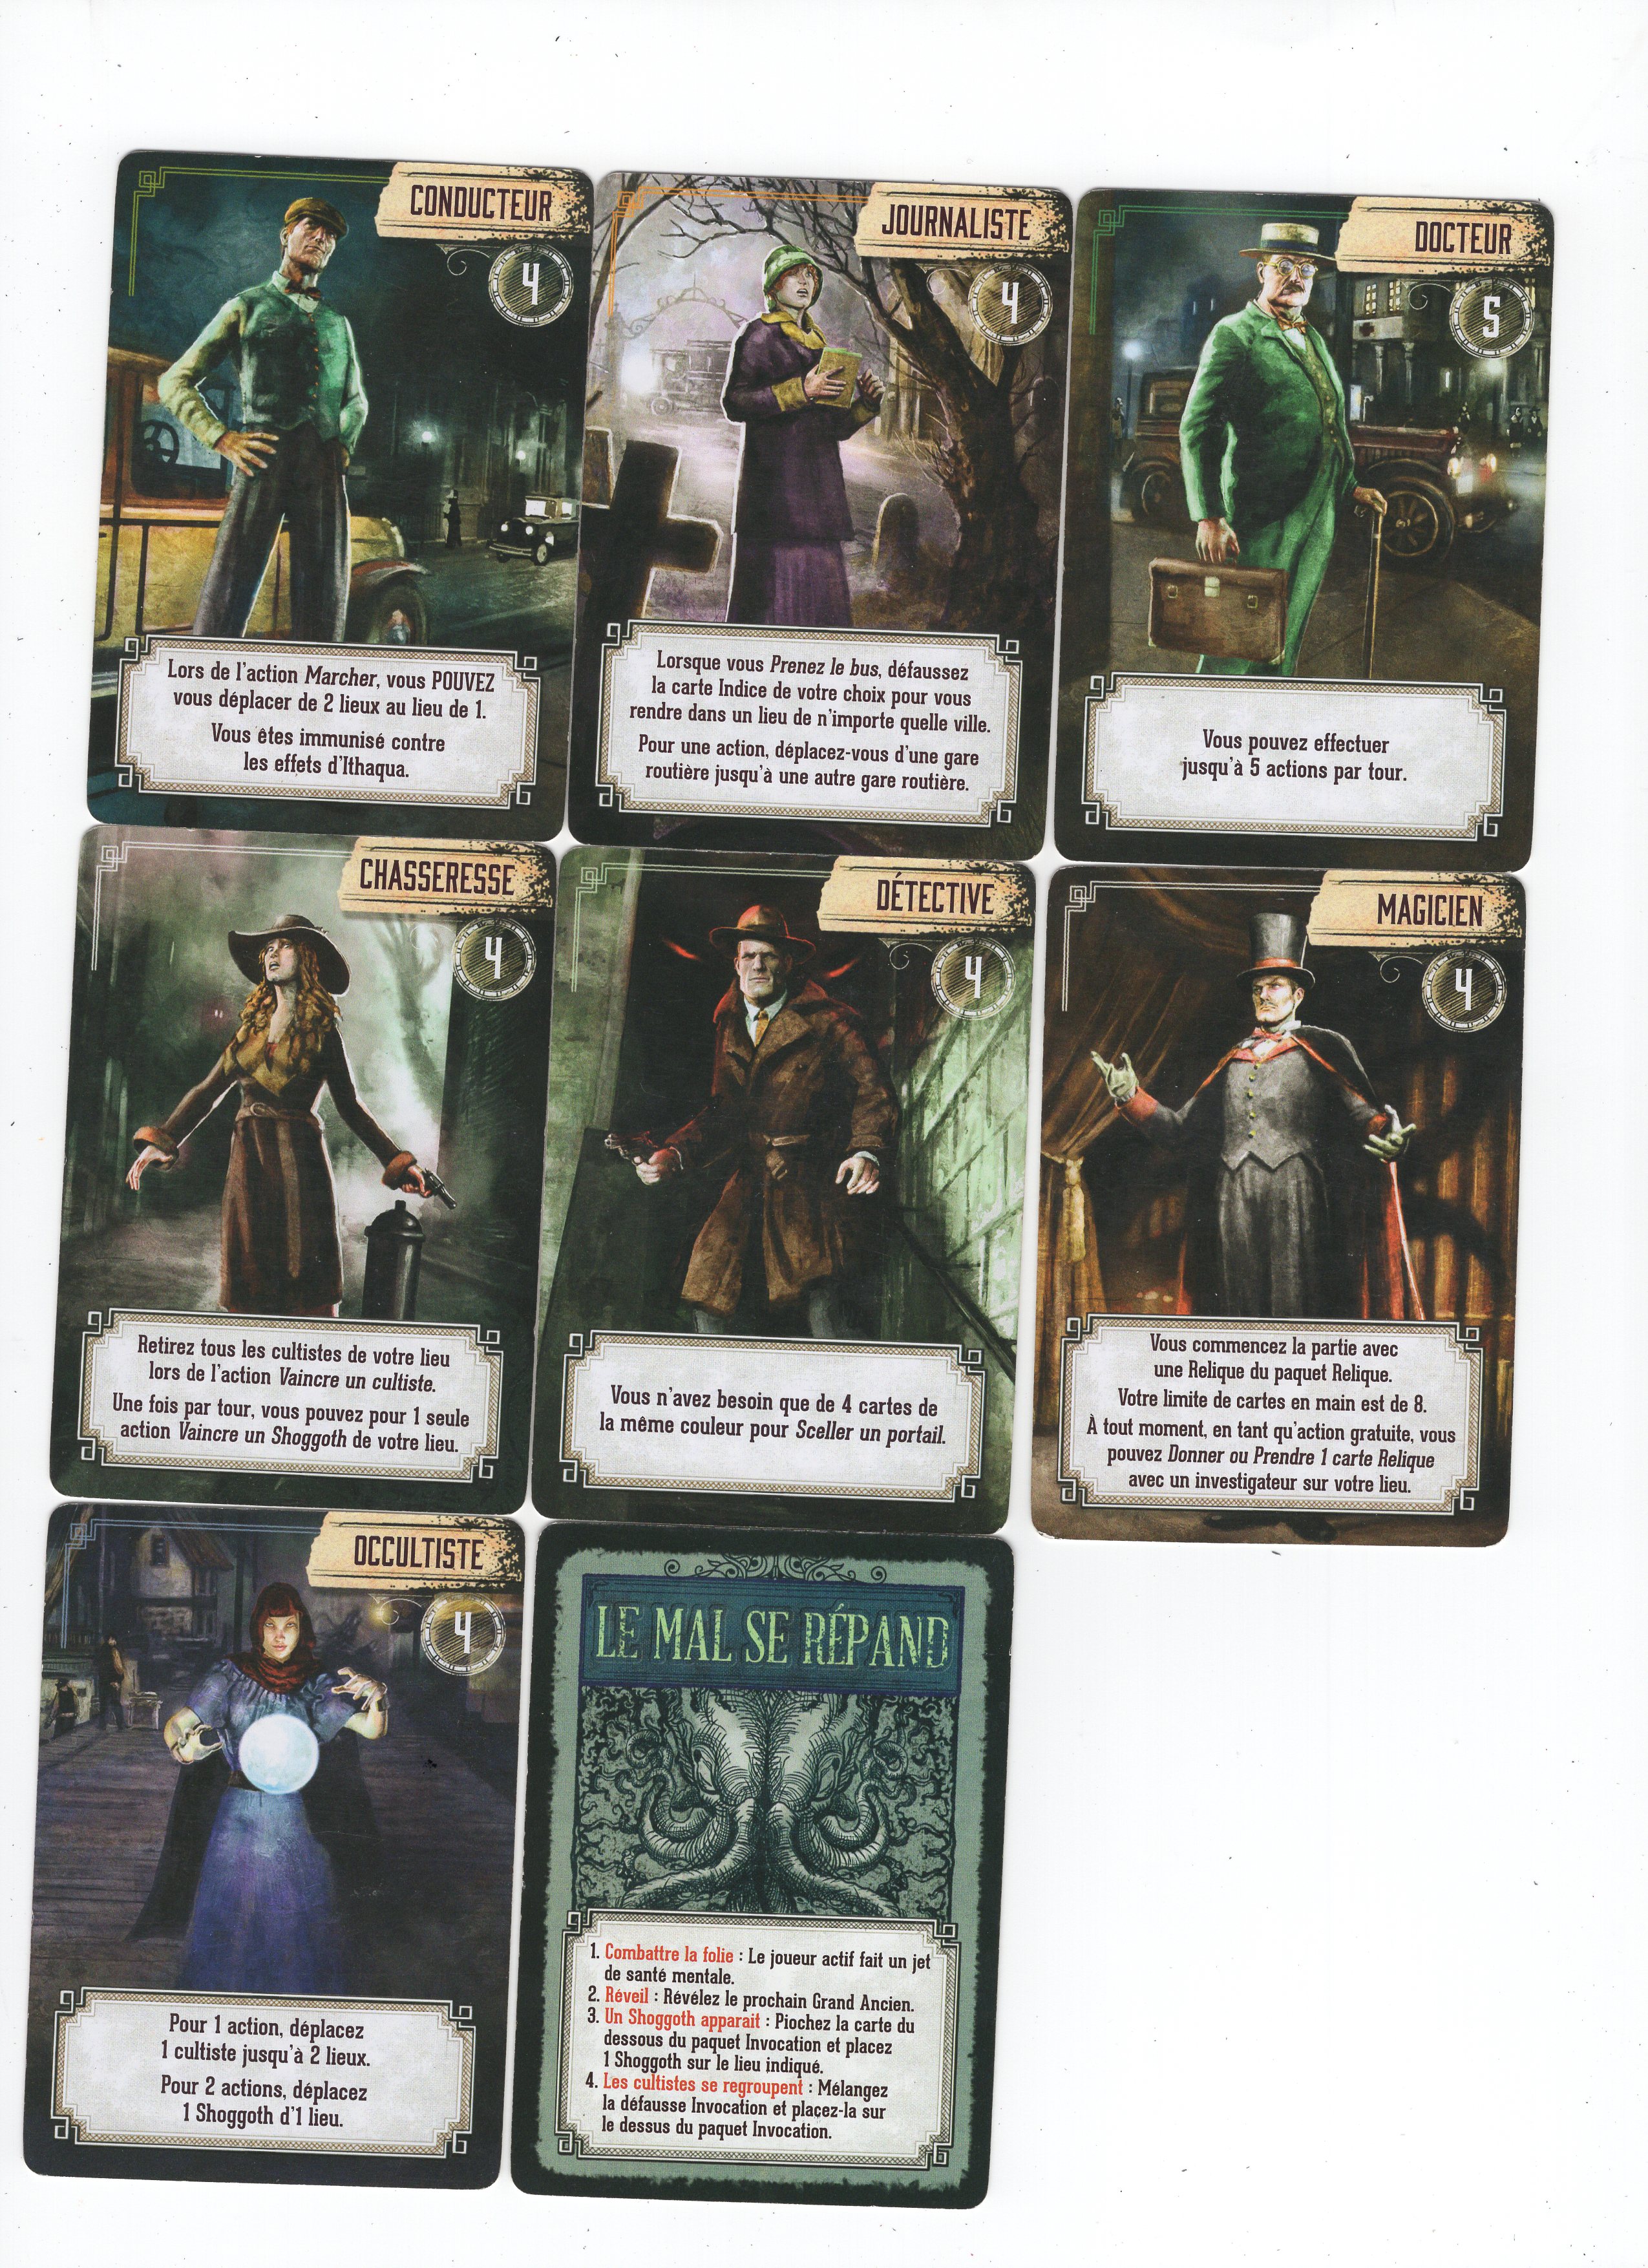 CONDUCTEUR
4
Lors de l'action Marcher, vous POUVEZ
vous déplacer de 2 lieux au lieu de 1.
Vous êtes immunisé contre
les effets d'Ithaqua.
JOURNALISTE
4
Lorsque vous Prenez le bus, défaussez
la carte Indice de votre choix pour vous
rendre dans un lieu de n'importe quelle ville.
Pour une action, déplacez-vous d'une gare
routière jusqu'à une autre gare routière.
DOCTEUR
5
Vous pouvez effectuer
jusqu'à 5 actions par tour.
CHASSERESSE
4
Retirez tous les cultistes de votre lieu
lors de l'action Vaincre un cultiste.
Une fois par tour, vous pouvez pour 1 seule
action Vaincre un Shoggoth de votre lieu.
DÉTECTIVE
4
Vous n'avez besoin que de 4 cartes de
la même couleur pour Sceller un portail.
MAGICIEN
4
Vous commencez la partie avec
une Relique du paquet Relique.
Votre limite de cartes en main est de 8.
À tout moment, en tant qu'action gratuite, vous
pouvez Donner ou Prendre 1 carte Relique
avec un investigateur sur votre lieu.
OCCULTISTE
4
Pour 1 action, déplacez
1 cultiste jusqu'à 2 lieux.
Pour 2 actions, déplacez
1 Shoggoth d'1 lieu.
LE MAL SE RÉPAND
1. Combattre la folie : Le joueur actif fait un jet
de santé mentale.
2. Réveil : Révélez le prochain Grand Ancien.
3. Un Shoggoth apparait : Piochez la carte du
dessous du paquet Invocation et placez
1 Shoggoth sur le lieu indiqué.
4. Les cultistes se regroupent : Mélangez
la défausse Invocation et placez-la sur
le dessus du paquet Invocation.